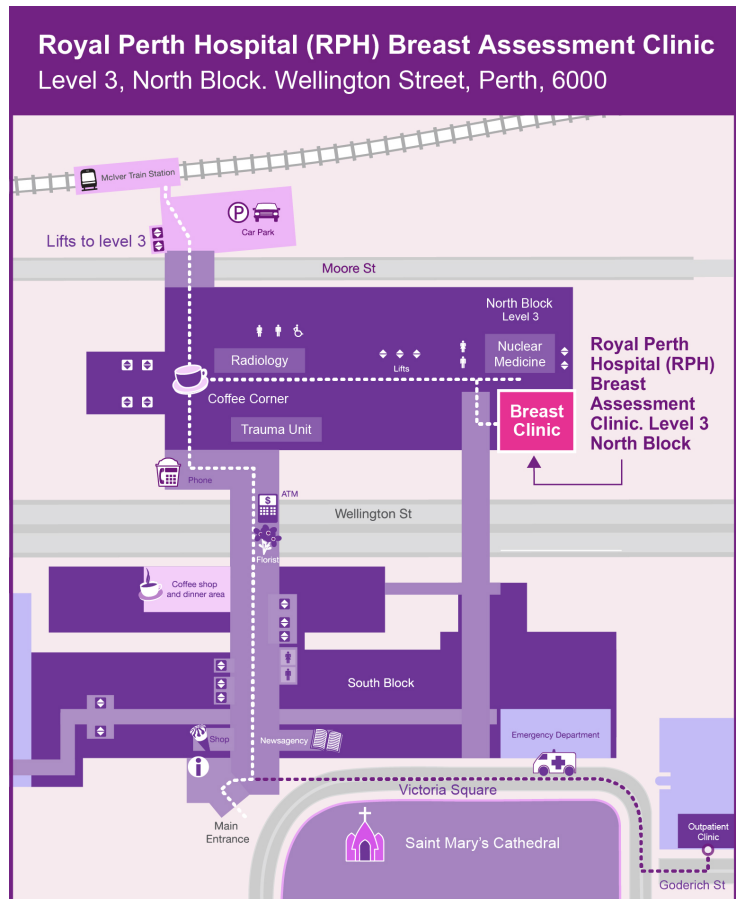 Royal Perth Hospital (RPH) Breast Assessment Clinic
Level 3, North Block. Wellington Street, Perth, 6000
McIver Train Station
P
Car Park
Lifts to level 3
Moore St
North Block
Level 3
Radiology
Lifts
Nuclear
Medicine
Royal Perth
Hospital (RPH)
Breast
Assessment
Clinic. Level 3
North Block
Coffee Corner
Breast
Clinic
Trauma Unit
Phone
$
ATM
Wellington St
Florist
Coffee shop
and dinner area
South Block
Shop
Newsagency
Emergency Department
i
Victoria Square
Main
Entrance
Saint Mary's Cathedral
Outpatient
Clinic
Goderich St